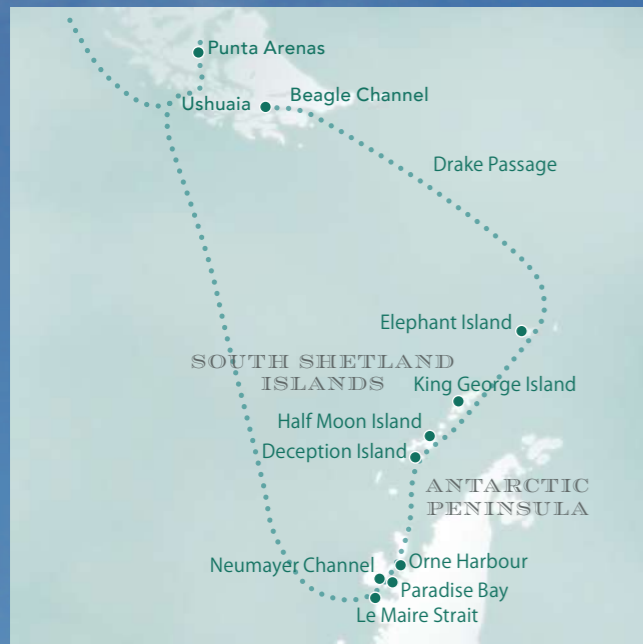 Punta Arenas
Ushuaia
Beagle Channel
Drake Passage
Elephant Island
SOUTH SHETLAND
ISLANDS
King George Island
Half Moon Island
Deception Island
ANTARCTIC
PENINSULA
Neumayer Channel
Orne Harbour
Paradise Bay
Le Maire Strait